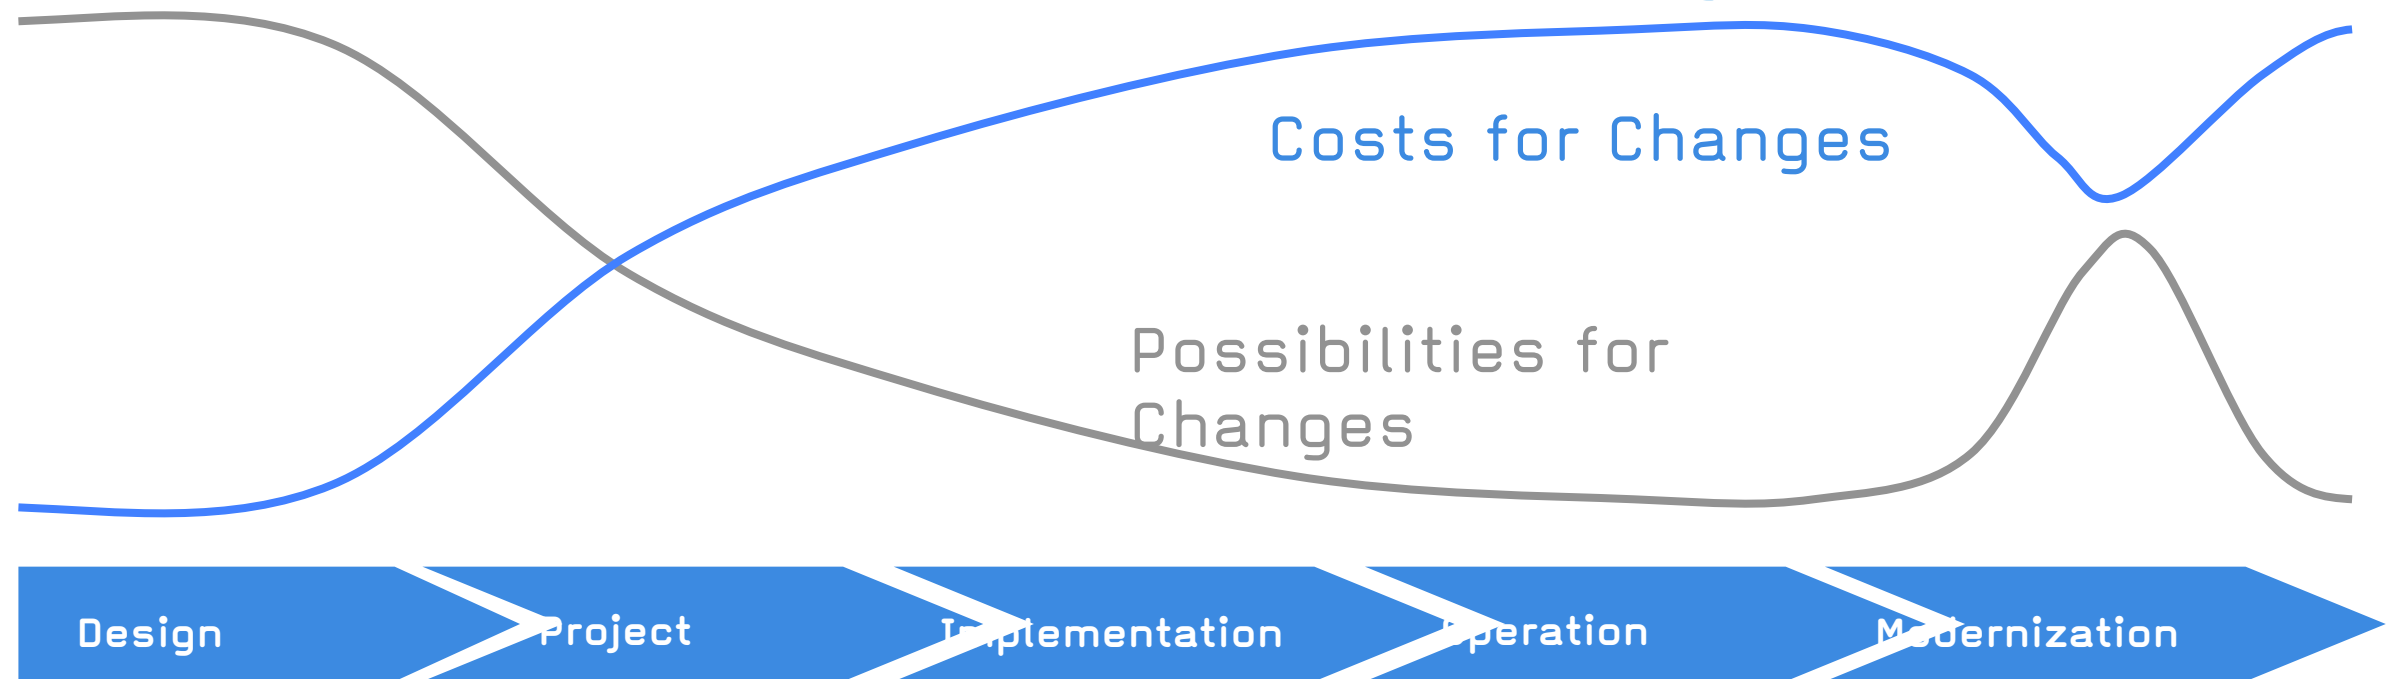 Costs for Changes
Possibilities for
Changes
Design
Project
Implementation
Operation
Modernization